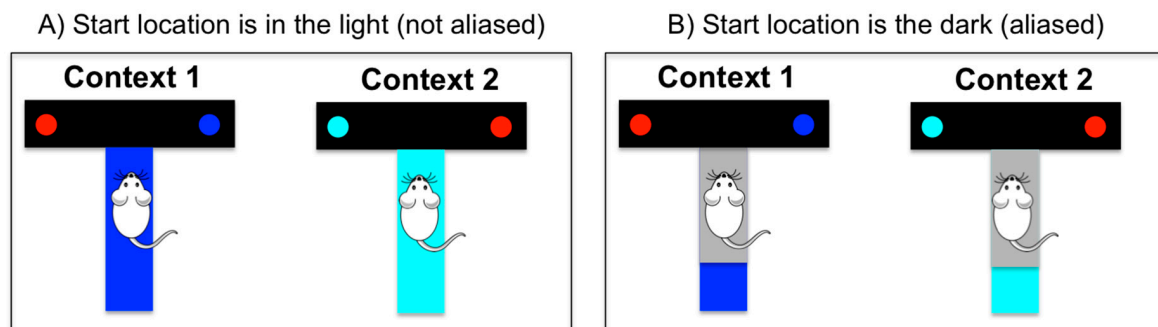 A) Start location is in the light (not aliased)
B) Start location is the dark (aliased)
Context 1
Context 2
Context 1
Context 2